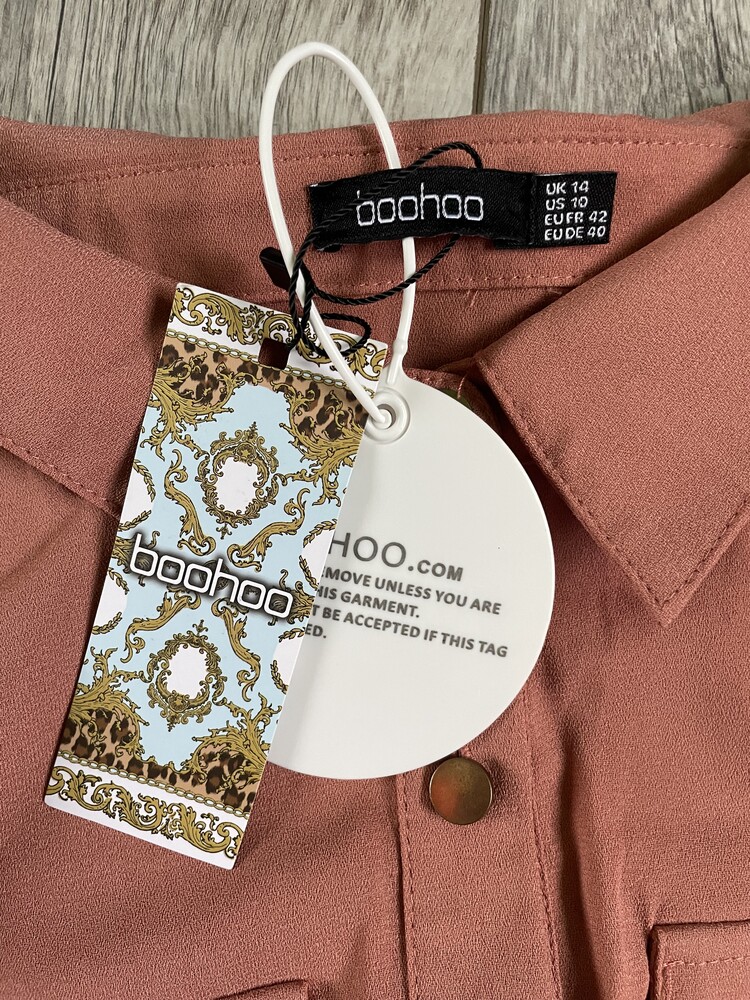 boohoo
UK 14
US 10
EU FR 42
EU DE 40
boohoo
HOO.COM
MOVE UNLESS YOU ARE
HIS GARMENT.
T BE ACCEPTED IF THIS TAG
ED.